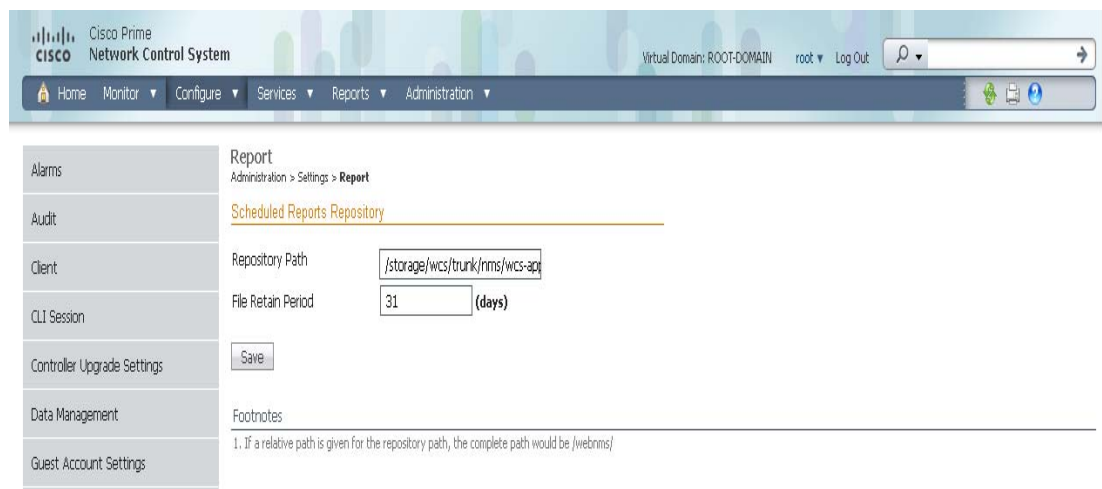 Cisco Prime
CISCO Network Control System
Virtual Domain: ROOT-DOMAIN root ▼ Log Out
Home Monitor ▼ Configure ▼ Services ▼ Reports ▼ Administration ▼
Alarms
Audit
Client
CLI Session
Controller Upgrade Settings
Data Management
Guest Account Settings
Report
Administration > Settings > Report
Scheduled Reports Repository
Repository Path /storage/wcs/trunk/nms/wcs-app
File Retain Period 31 (days)
Save
Footnotes
1. If a relative path is given for the repository path, the complete path would be /webnms/